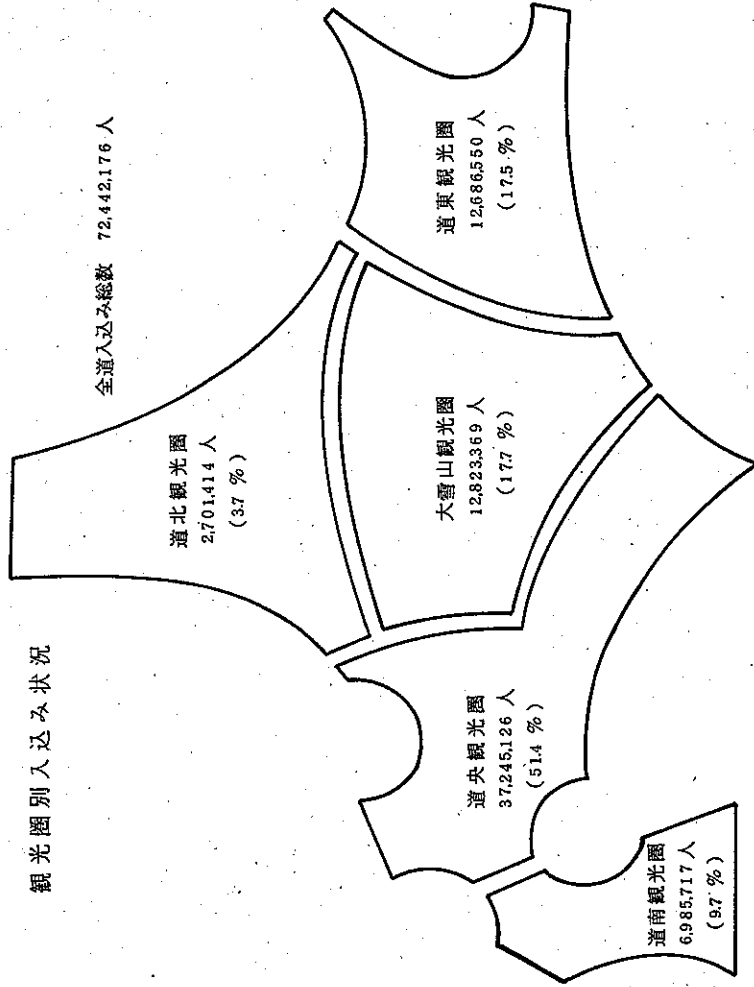 観光圏別入込み状況
全道入込み総数 72,442,176 人
道北観光圏
2,701,414 人
(3.7 %)
道東観光圏
12,686,550 人
(17.5 %)
大雪山観光圏
12,823,369 人
(17.7 %)
道央観光圏
37,245,126 人
(51.4 %)
道南観光圏
6,985,717 人
(9.7 %)